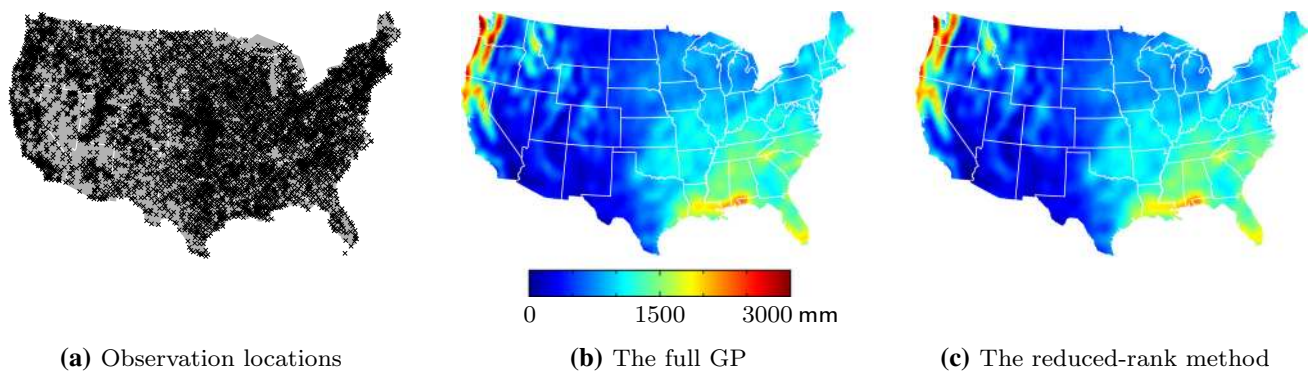 0 1500 3000 mm
(a) Observation locations
(b) The full GP
(c) The reduced-rank method